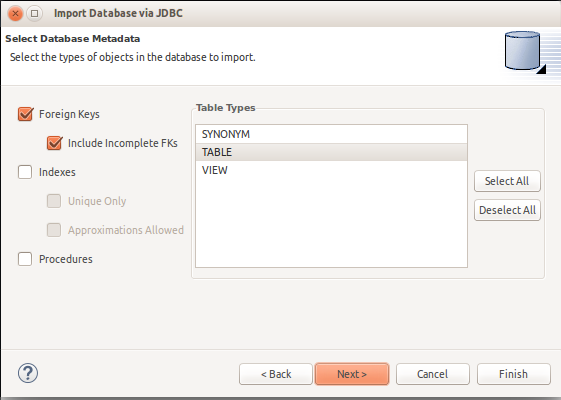 Import Database via JDBC
Select Database Metadata
Select the types of objects in the database to import.
Foreign Keys
Include Incomplete FKs
Indexes
Unique Only
Approximations Allowed
Procedures
Table Types
SYNONYM
TABLE
VIEW
Select All
Deselect All
?
< Back
Next >
Cancel
Finish